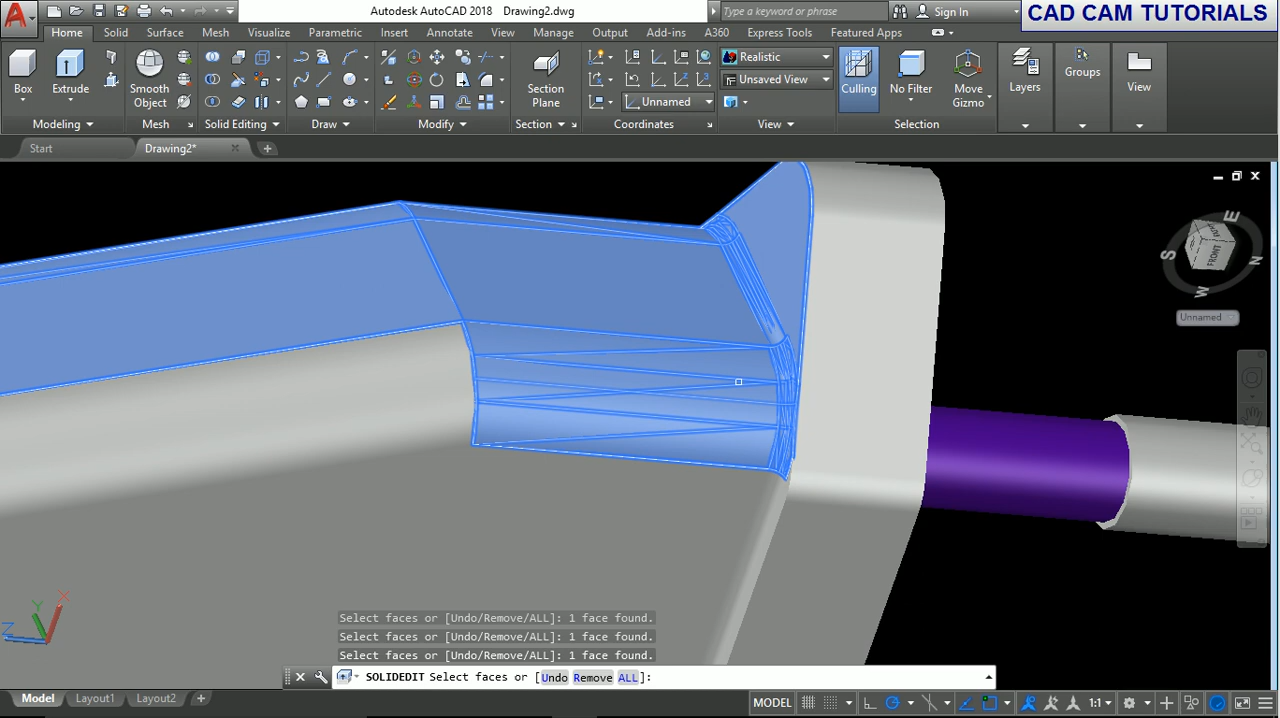 Autodesk AutoCAD 2018 Drawing2.dwg
Type a keyword or phrase
Sign In
CAD CAM TUTORIALS
Home Solid Surface Mesh Visualize Parametric Insert Annotate View Manage Output Add-ins A360 Express Tools Featured Apps
Box Extrude Smooth Object Section Plane Realistic Unsaved View Unnamed Culling No Filter Move Gizmo Layers Groups View
Modeling Mesh Solid Editing Draw Modify Section Coordinates View Selection
Start Drawing2*
E
S
N
W
FRONT
Unnamed
X
Y
Z
Select faces or [Undo/Remove/ALL]: 1 face found.
Select faces or [Undo/Remove/ALL]: 1 face found.
Select faces or [Undo/Remove/ALL]: 1 face found.
SOLIDEDIT Select faces or [Undo Remove ALL]:
Model Layout1 Layout2
MODEL 1:1